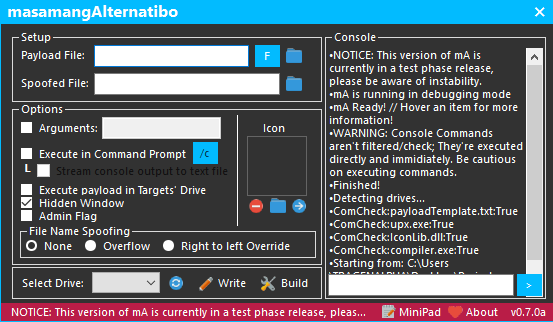 masamangAlternatibo
Setup
Payload File:
F
Spoofed File:
Options
Arguments:
Execute in Command Prompt
/c
Stream console output to text file
Execute payload in Targets' Drive
Hidden Window
Admin Flag
Icon
File Name Spoofing
None
Overflow
Right to left Override
Select Drive:
Write
Build
Console
•NOTICE: This version of mA is
currently in a test phase release,
please be aware of instability.
•mA is running in debugging mode
•mA Ready! // Hover an item for more
information!
•WARNING: Console Commands
aren't filtered/check; They're executed
directly and immidiately. Be cautious
on executing commands.
•Finished!
•Detecting drives...
•ComCheck:payloadTemplate.txt:True
•ComCheck:upx.exe:True
•ComCheck:IconLib.dll:True
•ComCheck:compiler.exe:True
•Starting from: C:\Users
>
NOTICE: This version of mA is currently in a test phase release, pleas...
MiniPad
About
v0.7.0a